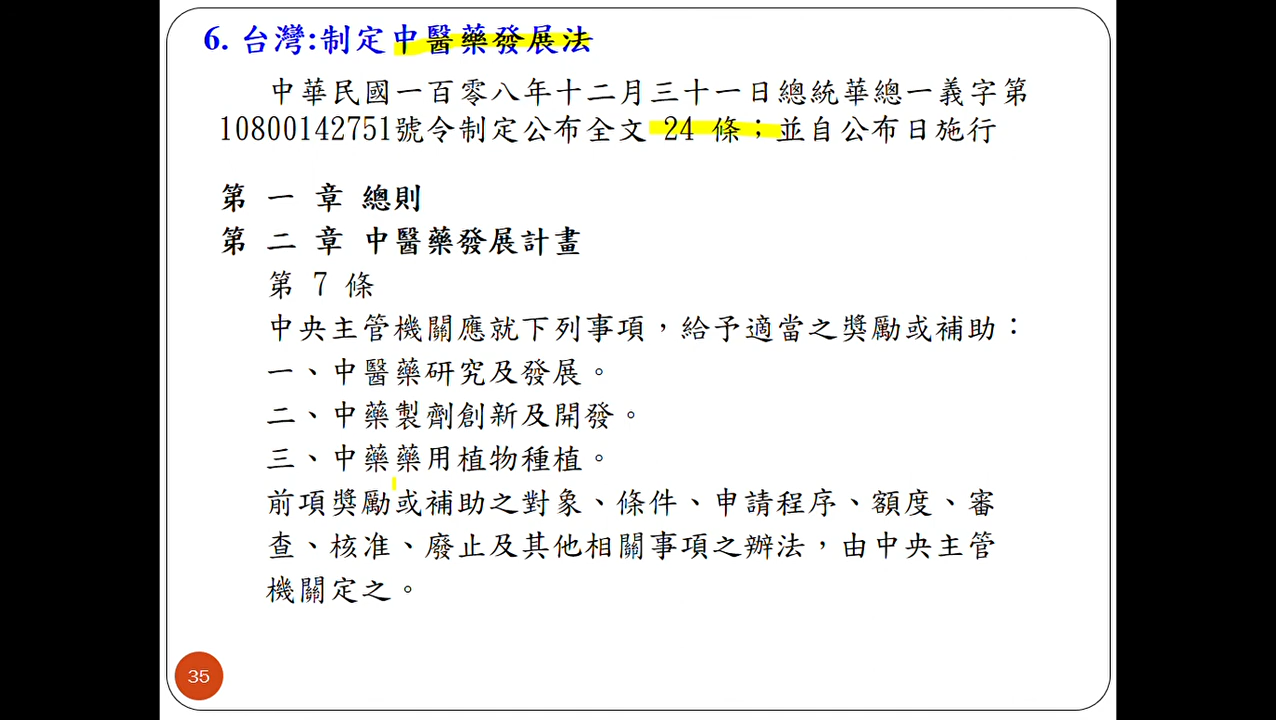 6. 台灣:制定中醫藥發展法
中華民國一百零八年十二月三十一日總統華總一義字第
10800142751號令制定公布全文 24 條；並自公布日施行
第 一 章 總則
第 二 章 中醫藥發展計畫
第 7 條
中央主管機關應就下列事項，給予適當之獎勵或補助：
一、中醫藥研究及發展。
二、中藥製劑創新及開發。
三、中藥藥用植物種植。
前項獎勵或補助之對象、條件、申請程序、額度、審
查、核准、廢止及其他相關事項之辦法，由中央主管
機關定之。
35